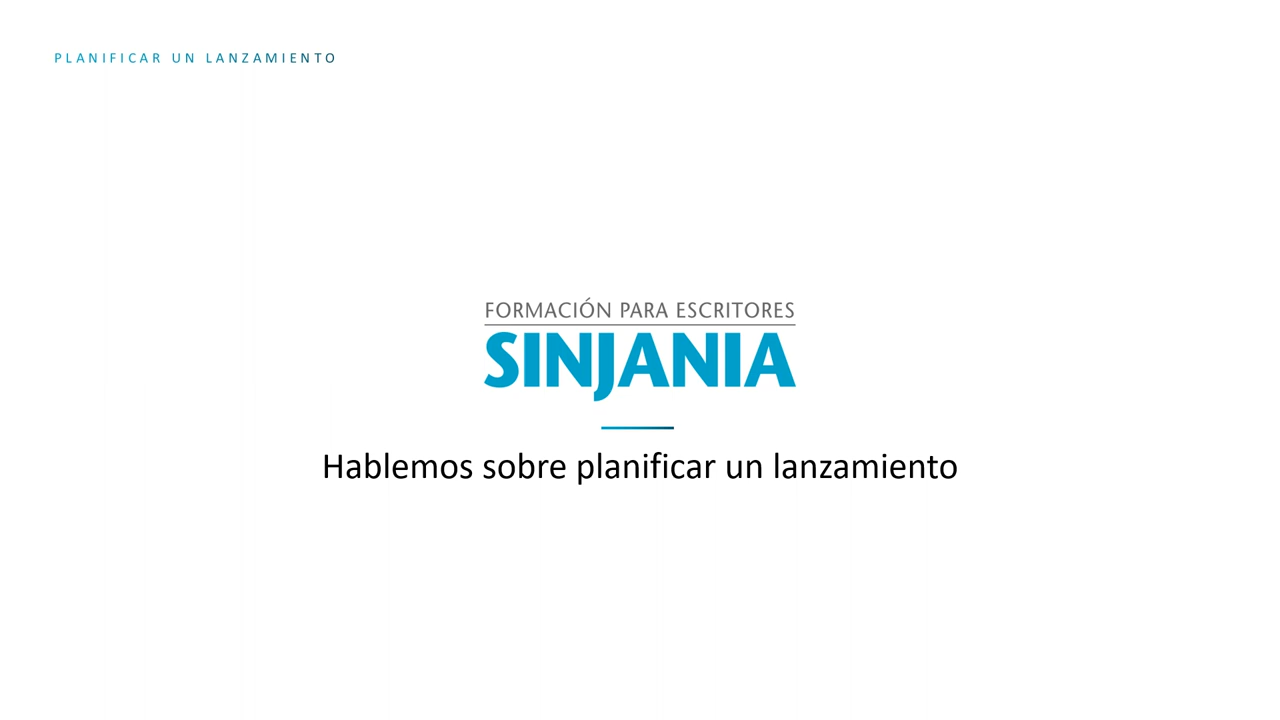 PLANIFICAR UN LANZAMIENTO
FORMACIÓN PARA ESCRITORES
SINJANIA
Hablemos sobre planificar un lanzamiento